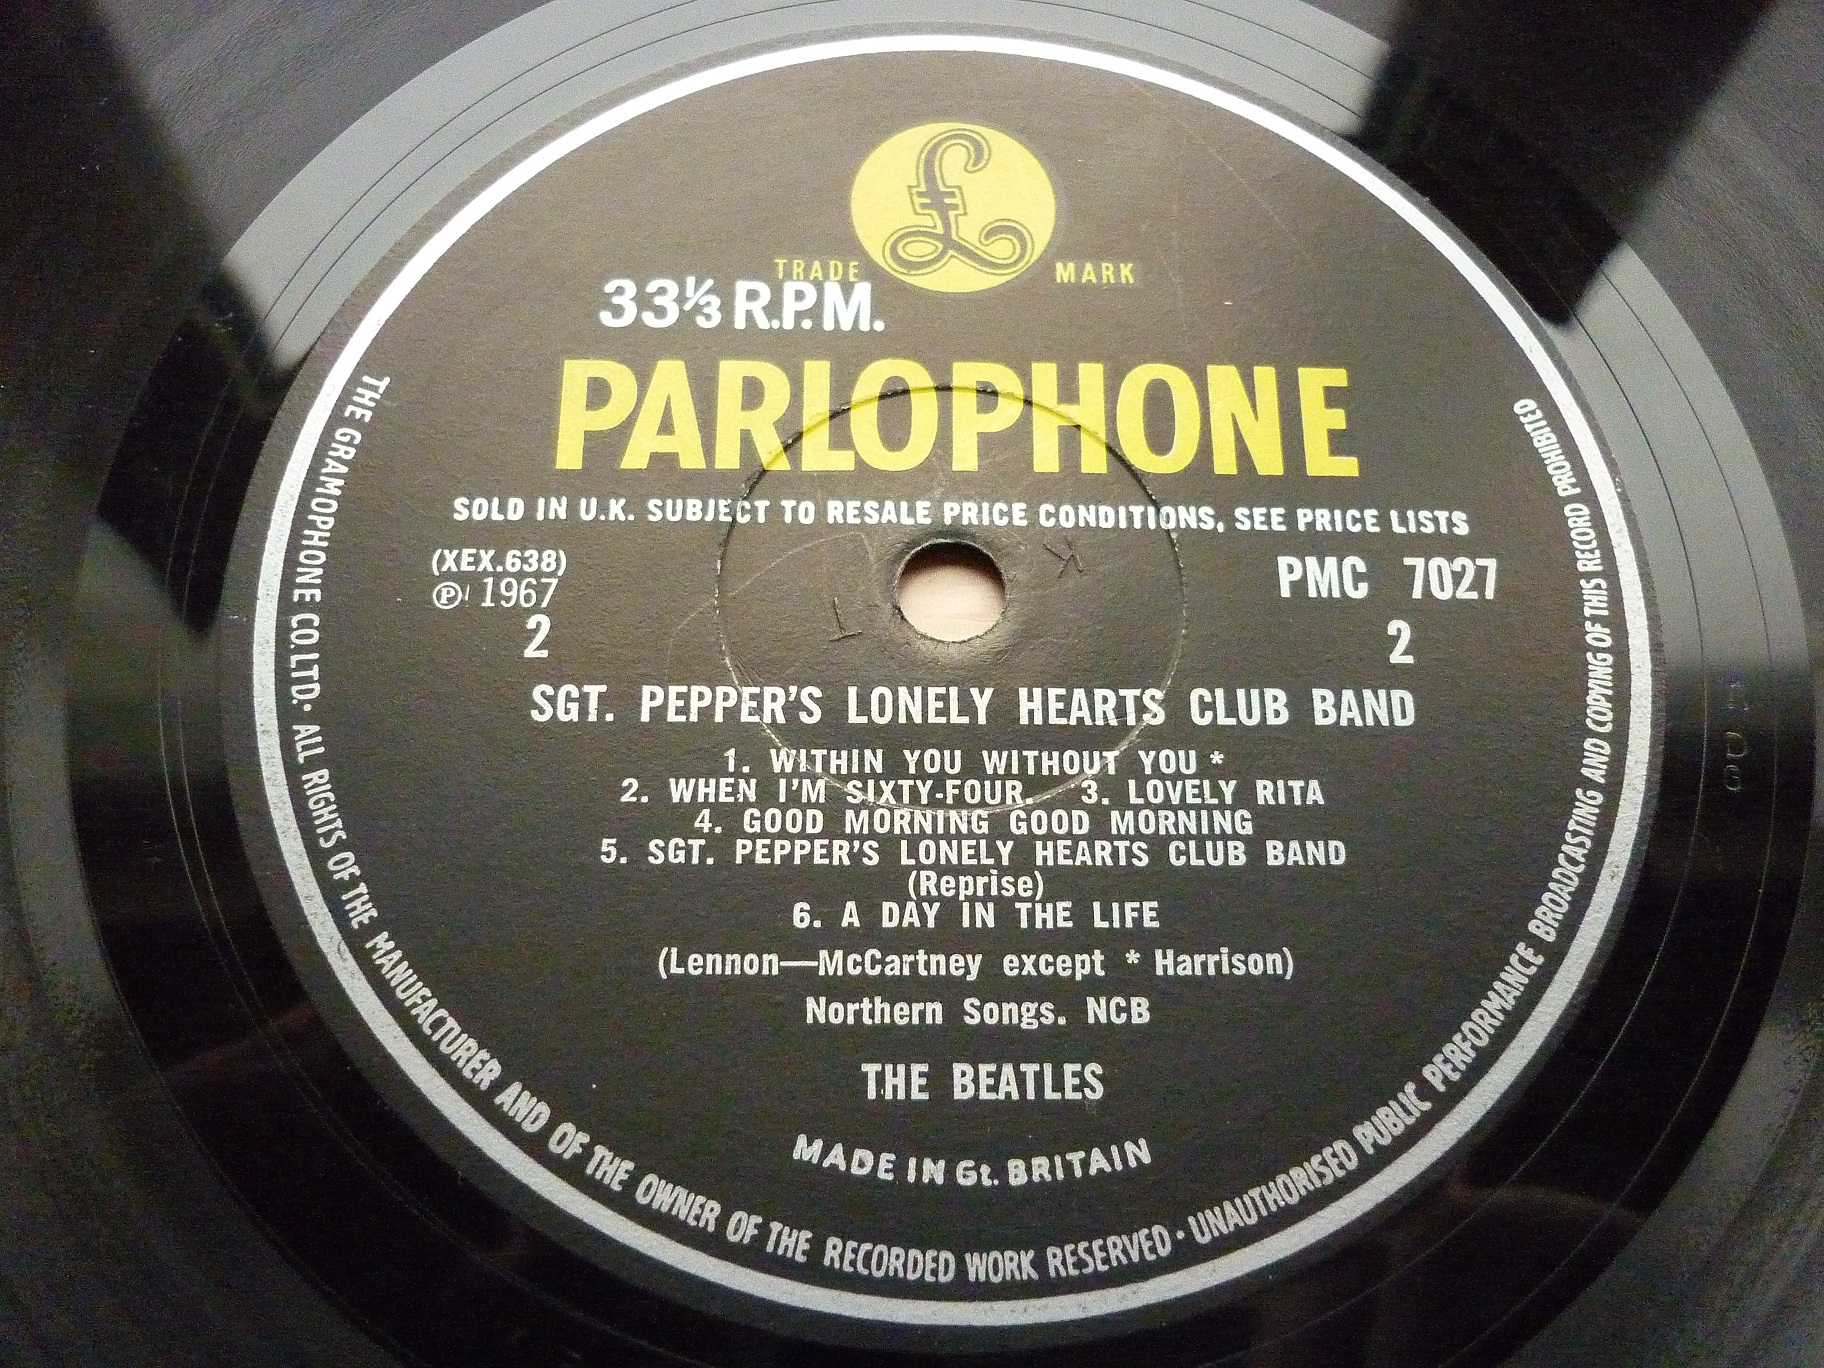 £
TRADE MARK
33⅓ R.P.M.
PARLOPHONE
SOLD IN U.K. SUBJECT TO RESALE PRICE CONDITIONS, SEE PRICE LISTS
(XEX.638)
℗ 1967
2
PMC 7027
2
SGT. PEPPER'S LONELY HEARTS CLUB BAND
1. WITHIN YOU WITHOUT YOU *
2. WHEN I'M SIXTY-FOUR. 3. LOVELY RITA
4. GOOD MORNING GOOD MORNING
5. SGT. PEPPER'S LONELY HEARTS CLUB BAND
(Reprise)
6. A DAY IN THE LIFE
(Lennon—McCartney except * Harrison)
Northern Songs. NCB
THE BEATLES
MADE IN Gt. BRITAIN
THE GRAMOPHONE CO. LTD. · ALL RIGHTS OF THE MANUFACTURER AND OF THE OWNER OF THE RECORDED WORK RESERVED · UNAUTHORISED PUBLIC PERFORMANCE BROADCASTING AND COPYING OF THIS RECORD PROHIBITED
K
T